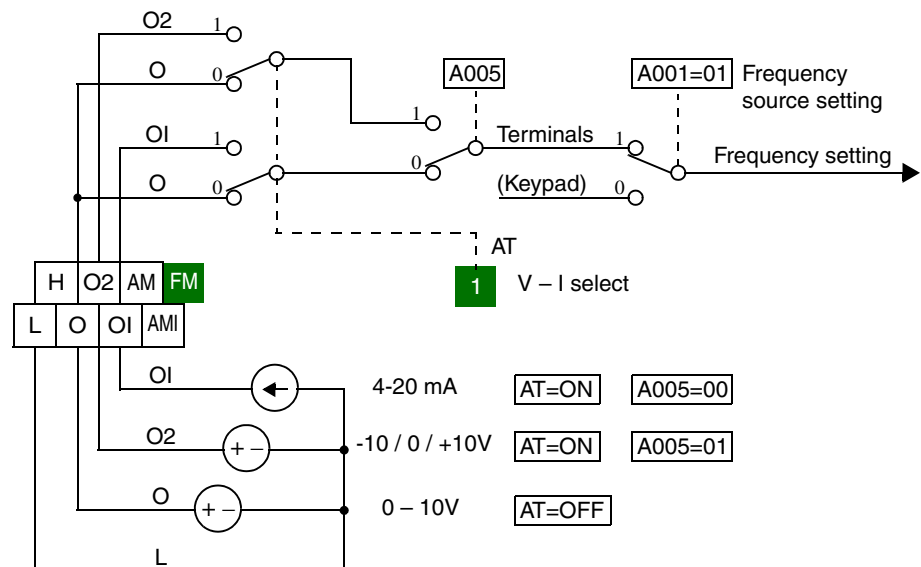 O2 1
O 0 A005 A001=01 Frequency
source setting
1
OI 1 Terminals 1
0 Frequency setting
O 0 (Keypad) 0
AT
H O2 AM FM
1 V – I select
L O OI AMI
OI 4-20 mA AT=ON A005=00
O2 + – -10 / 0 / +10V AT=ON A005=01
O + – 0 – 10V AT=OFF
L